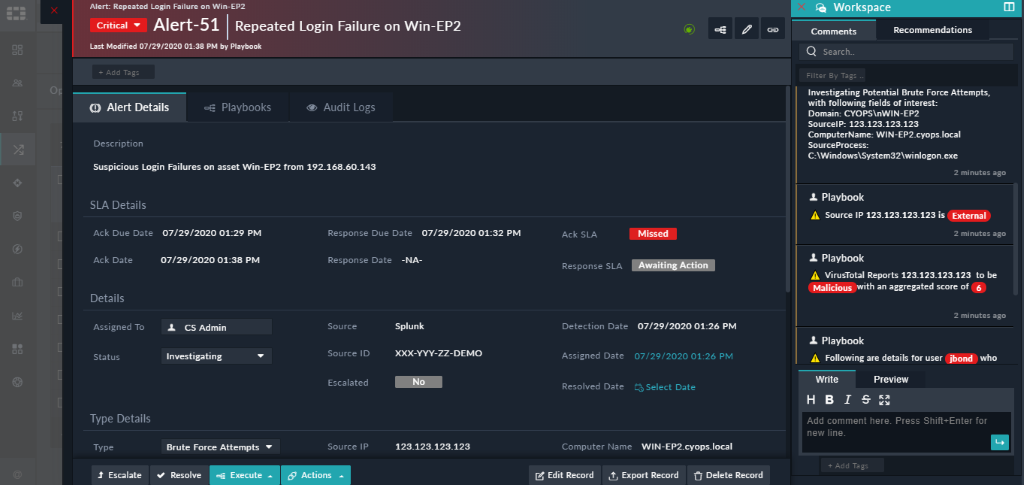 Alert: Repeated Login Failure on Win-EP2
Critical
Alert-51
Repeated Login Failure on Win-EP2
Last Modified 07/29/2020 01:38 PM by Playbook
+ Add Tags
Alert Details
Playbooks
Audit Logs
Description
Suspicious Login Failures on asset Win-EP2 from 192.168.60.143
SLA Details
Ack Due Date 07/29/2020 01:29 PM
Response Due Date 07/29/2020 01:32 PM
Ack SLA Missed
Ack Date 07/29/2020 01:38 PM
Response Date -NA-
Response SLA Awaiting Action
Details
Assigned To CS Admin
Source Splunk
Detection Date 07/29/2020 01:26 PM
Status Investigating
Source ID XXX-YYY-ZZ-DEMO
Assigned Date 07/29/2020 01:26 PM
Escalated No
Resolved Date Select Date
Type Details
Type Brute Force Attempts
Source IP 123.123.123.123
Computer Name WIN-EP2.cyops.local
Escalate
Resolve
Execute
Actions
Edit Record
Export Record
Delete Record
Workspace
Comments
Recommendations
Search..
Filter By Tags ..
Investigating Potential Brute Force Attempts,
with following fields of interest:
Domain: CYOPS\nWIN-EP2
SourceIP: 123.123.123.123
ComputerName: WIN-EP2.cyops.local
SourceProcess:
C:\Windows\System32\winlogon.exe
2 minutes ago
Playbook
Source IP 123.123.123.123 is External
2 minutes ago
Playbook
VirusTotal Reports 123.123.123.123 to be
Malicious with an aggregated score of 6
2 minutes ago
Playbook
Following are details for user jbond who
Write
Preview
H B I S
Add comment here. Press Shift+Enter for
new line.
+ Add Tags